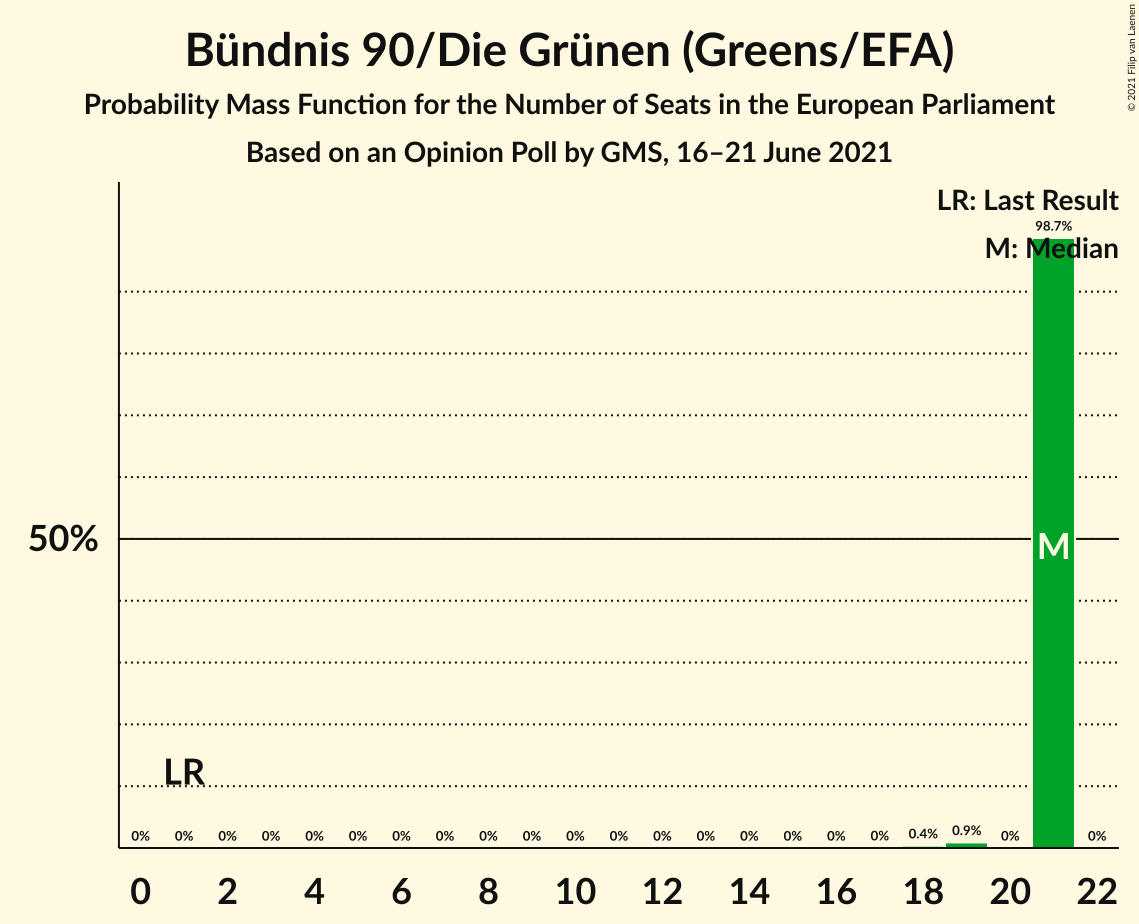 Bündnis 90/Die Grünen (Greens/EFA)
Probability Mass Function for the Number of Seats in the European Parliament
Based on an Opinion Poll by GMS, 16–21 June 2021
© 2021 Filip van Laenen
LR: Last Result
98.7%
M: Median
50%
M
LR
0% 0% 0% 0% 0% 0% 0% 0% 0% 0% 0% 0% 0% 0% 0% 0% 0% 0% 0.4% 0.9% 0% 0%
0 2 4 6 8 10 12 14 16 18 20 22